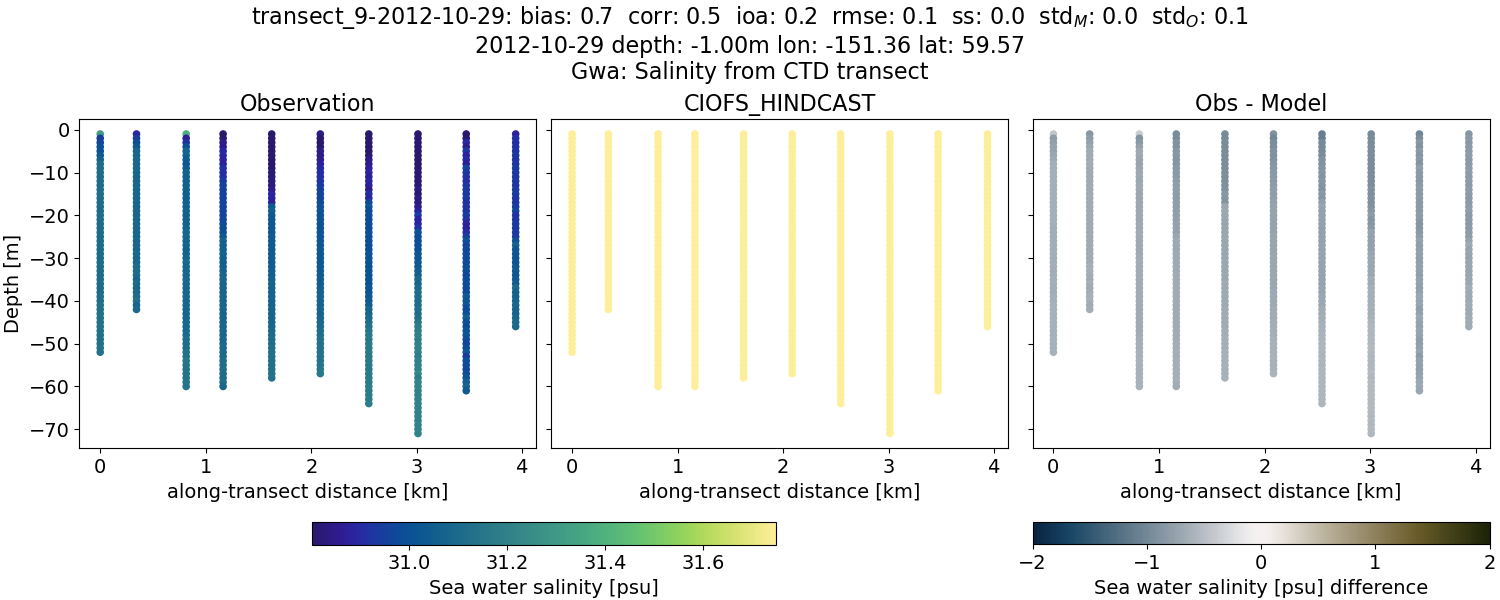 transect_9-2012-10-29: bias: 0.7 corr: 0.5 ioa: 0.2 rmse: 0.1 ss: 0.0 std_M: 0.0 std_O: 0.1
2012-10-29 depth: -1.00m lon: -151.36 lat: 59.57
Gwa: Salinity from CTD transect
Observation
CIOFS_HINDCAST
Obs - Model
Depth [m]
0
−10
−20
−30
−40
−50
−60
−70
0 1 2 3 4
0 1 2 3 4
0 1 2 3 4
along-transect distance [km]
along-transect distance [km]
along-transect distance [km]
31.0 31.2 31.4 31.6
Sea water salinity [psu]
−2 −1 0 1 2
Sea water salinity [psu] difference